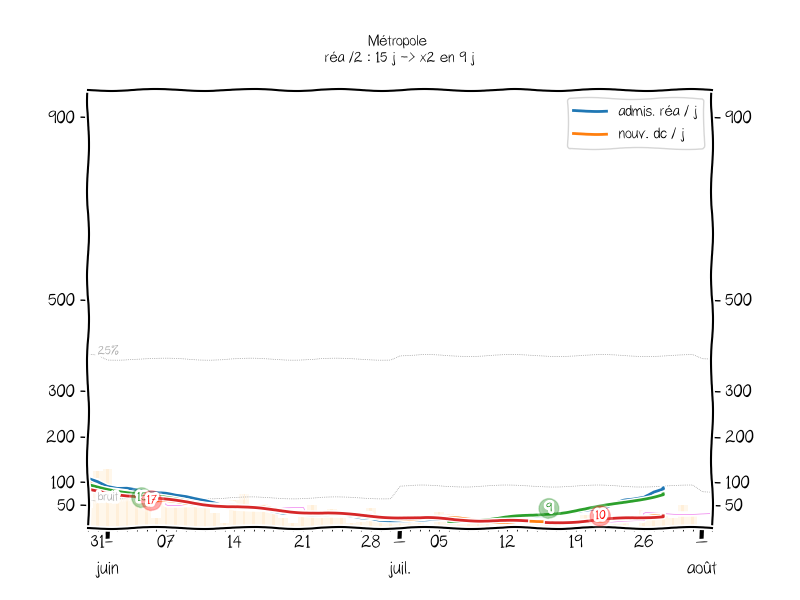 Métropole
réa /2 : 15 j -> x2 en 9 j
admis. réa / j
nouv. dc / j
900 900
500 500
25%
300 300
200 200
100 100
bruit
17
9
10
50 50
31 07 14 21 28 05 12 19 26
juin juil. août